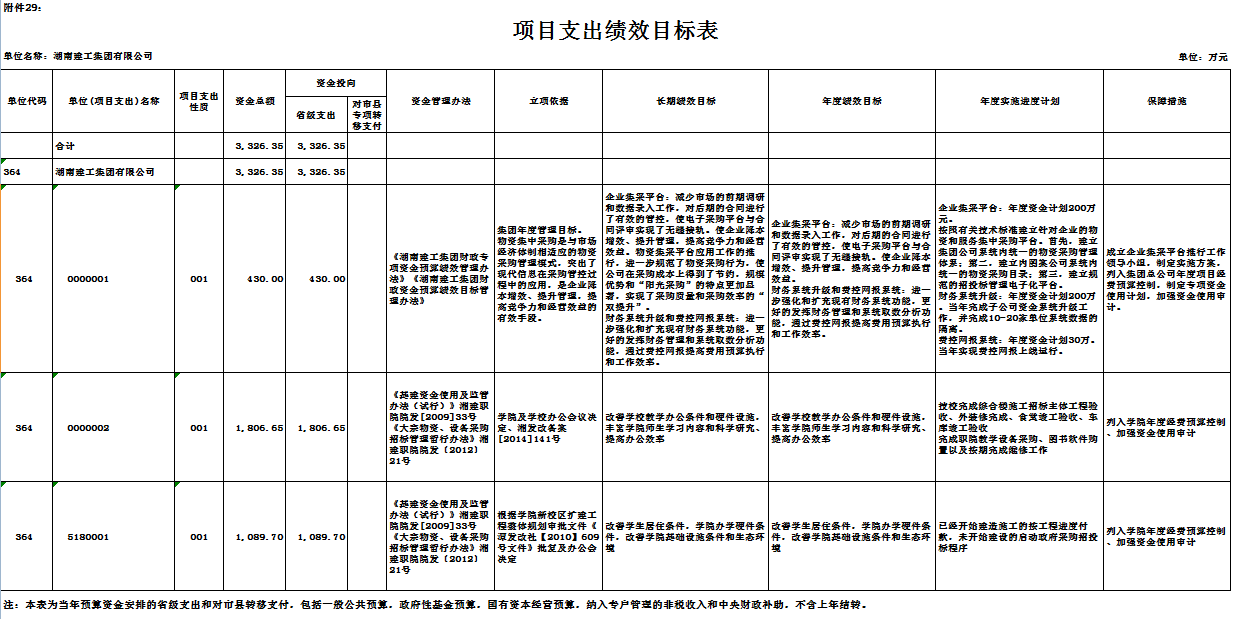 附件29:
项目支出绩效目标表
单位名称：湖南建工集团有限公司
单位：万元
单位代码
单位(项目支出)名称
项目支出
性质
资金总额
资金投向
省级支出
对市县
专项转
移支付
资金管理办法
立项依据
长期绩效目标
年度绩效目标
年度实施进度计划
保障措施
合计
3,326.35
3,326.35
364
湖南建工集团有限公司
3,326.35
3,326.35
364
0000001
001
430.00
430.00
《湖南建工集团财政专
项资金预算绩效管理办
法》《湖南建工集团财
政资金预算绩效目标管
理办法》
集团年度管理目标。
物资集中采购是与市场
经济体制相适应的物资
采购管理模式，突出了
现代信息在采购管控过
程中的应用，是企业降
本增效、提升管理，提
高竞争力和经营效益的
有效手段。
企业集采平台：减少市场的前期调研
和数据录入工作，对后期的合同进行
了有效的管控，使电子采购平台与合
同评审实现了无缝接轨。使企业降本
增效、提升管理，提高竞争力和经营
效益。物资集采平台应用工作的推
行，进一步规范了物资采购行为，使
公司在采购成本上得到了节约，规模
优势和“阳光采购”的特点更加显
著，实现了采购质量和采购效率的“
双提升”。
财务系统升级和费控网报系统：进一
步强化和扩充现有财务系统功能，更
好的发挥财务管理和系统取数分析功
能，通过费控网报提高费用预算执行
和工作效率。
企业集采平台：减少市场的前期调研
和数据录入工作，对后期的合同进行
了有效的管控，使电子采购平台与合
同评审实现了无缝接轨。使企业降本
增效、提升管理，提高竞争力和经营
效益。
财务系统升级和费控网报系统：进一
步强化和扩充现有财务系统功能，更
好的发挥财务管理和系统取数分析功
能，通过费控网报提高费用预算执行
和工作效率。
企业集采平台：年度资金计划200万
元。
按照有关技术标准建立针对企业的物
资和服务集中采购平台。首先，建立
集团公司系统内统一的物资采购管理
体系；第二，建立内团案公司系统内
统一的物资采购目录；第三，建立规
范的招投标管理电子化平台。
财务系统升级：年度资金计划200万
。当年完成子公司资金系统升级工
作，并完成10-20家单位系统数据的
隔离。
费控网报系统：年度资金计划30万。
当年实现费控网报上线运行。
成立企业集采平台推行工作
领导小组，制定实施方案，
列入集团总公司年度项目经
费预算控制，制定专项资金
使用计划，加强资金使用审
计。
364
0000002
001
1,806.65
1,806.65
《基建资金使用及监管
办法（试行）》湘建职
院院发[2009]33号
《大宗物资、设备采购
招标管理暂行办法》湘
建职院院发〔2012〕
21号
学院及学校办公会议决
定、湘发改备案
[2014]141号
改善学校教学办公条件和硬件设施，
丰富学院师生学习内容和科学研究、
提高办公效率
改善学校教学办公条件和硬件设施，
丰富学院师生学习内容和科学研究、
提高办公效率
按校完成综合楼施工招标主体工程验
收、外装修完成、食堂竣工验收、车
库竣工验收
完成职院教学设备采购、图书软件购
置以及按期完成维修工作
列入学院年度经费预算控制
、加强资金使用审计
364
5180001
001
1,089.70
1,089.70
《基建资金使用及监管
办法（试行）》湘建职
院院发[2009]33号
《大宗物资、设备采购
招标管理暂行办法》湘
建职院院发〔2012〕
21号
根据学院新校区扩建工
程整体规划审批文件《
潭发改社【2010】609
号文件》批复及办公会
决定
改善学生居住条件，学院办学硬件条
件，改善学院基础设施条件和生态环
境
改善学生居住条件，学院办学硬件条
件，改善学院基础设施条件和生态环
境
已经开始建造施工的按工程进度付
款，未开始建设的启动政府采购招投
标程序
列入学院年度经费预算控制
、加强资金使用审计
注：本表为当年预算资金安排的省级支出和对市县转移支付，包括一般公共预算，政府性基金预算，国有资本经营预算，纳入专户管理的非税收入和中央财政补助，不含上年结转。